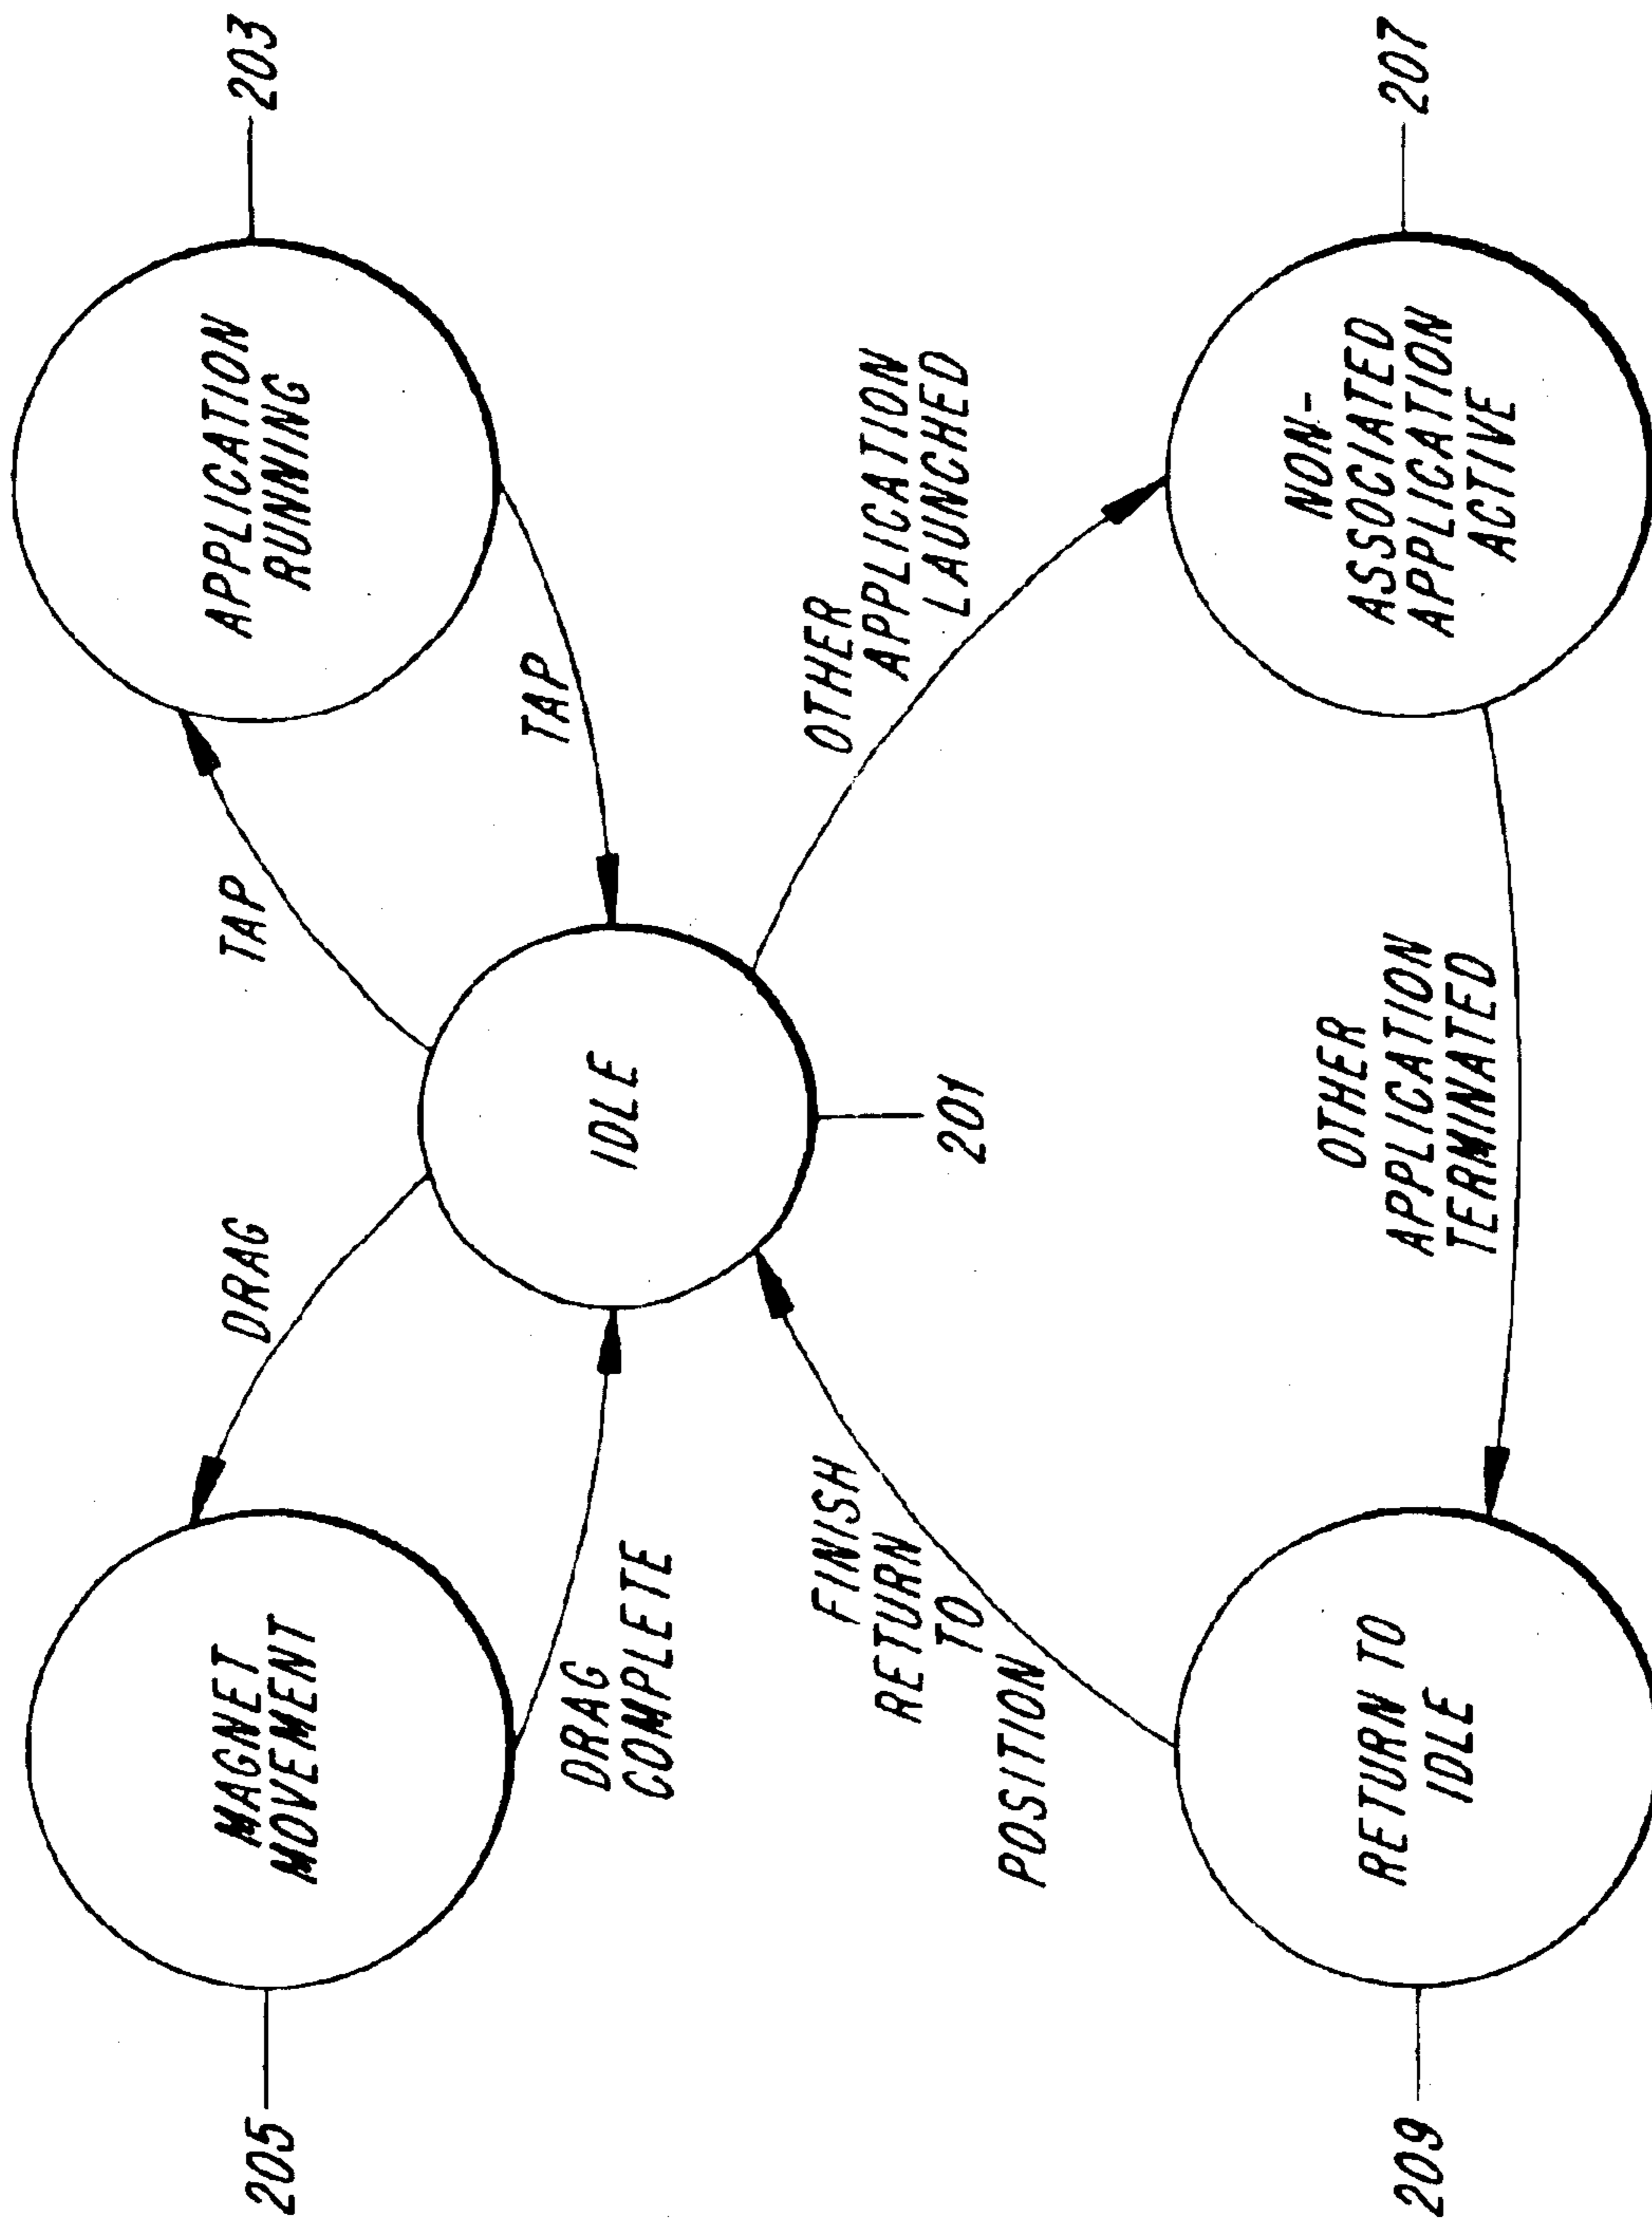 205
MAGNET
MOVEMENT
DRAG
DRAG
COMPLETE
TAP
TAP
APPLICATION
RUNNING
203
IDLE
201
FINISH
RETURN
TO
POSITION
OTHER
APPLICATION
LAUNCHED
209
RETURN TO
IDLE
OTHER
APPLICATION
TERMINATED
NON-
ASSOCIATED
APPLICATION
ACTIVE
207